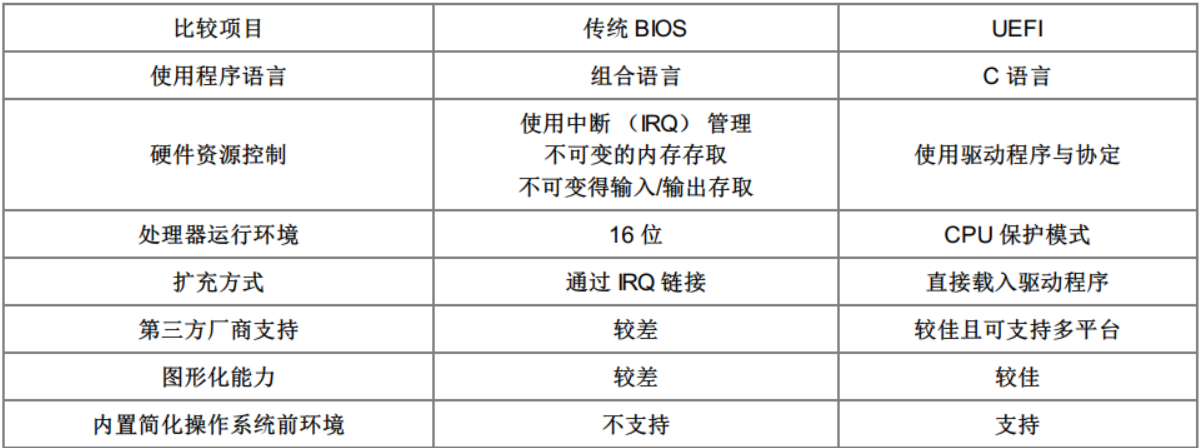 比较项目 传统 BIOS UEFI
使用程序语言 组合语言 C 语言
硬件资源控制 使用中断 （IRQ） 管理
不可变的内存存取
不可变得输入/输出存取 使用驱动程序与协定
处理器运行环境 16 位 CPU 保护模式
扩充方式 通过 IRQ 链接 直接载入驱动程序
第三方厂商支持 较差 较佳且可支持多平台
图形化能力 较差 较佳
内置简化操作系统前环境 不支持 支持